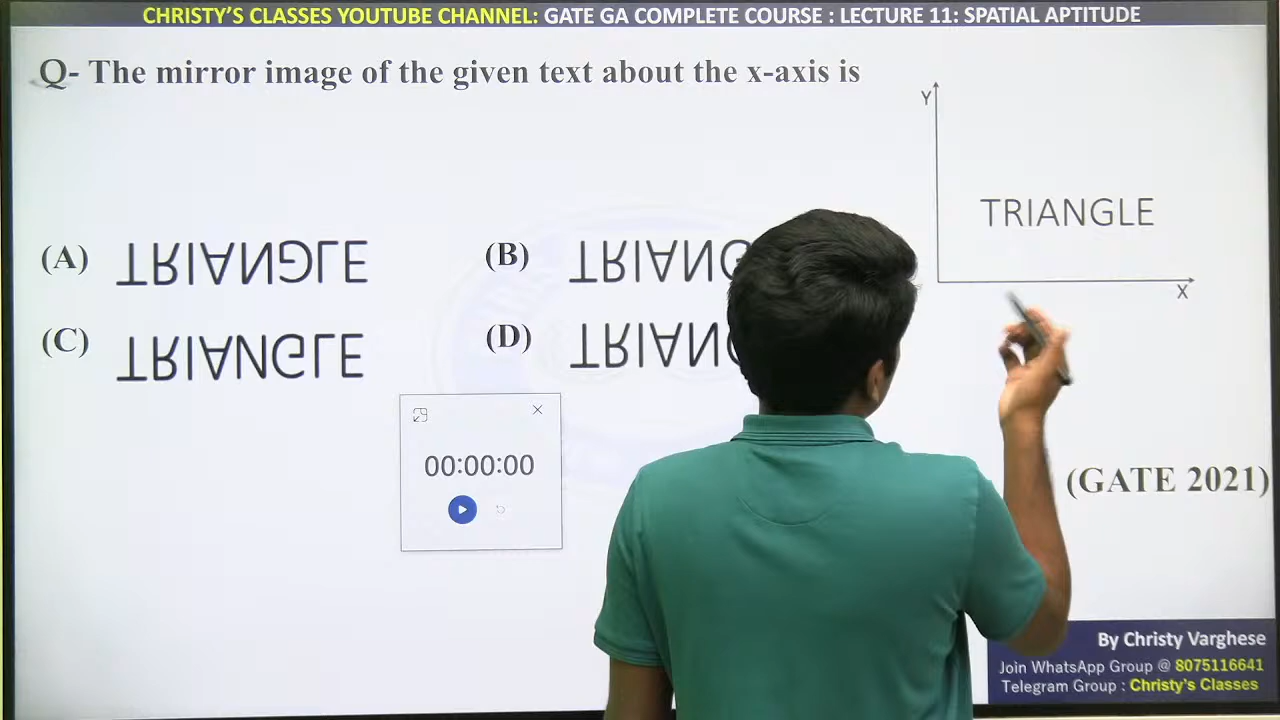 CHRISTY'S CLASSES YOUTUBE CHANNEL: GATE GA COMPLETE COURSE : LECTURE 11: SPATIAL APTITUDE
Q- The mirror image of the given text about the x-axis is
Y
TRIANGLE
X
(A) TRIANGLE
(B)
(C) TRIANGLE
(D)
00:00:00
(GATE 2021)
By Christy Varghese
Join WhatsApp Group @ 8075116641
Telegram Group : Christy's Classes